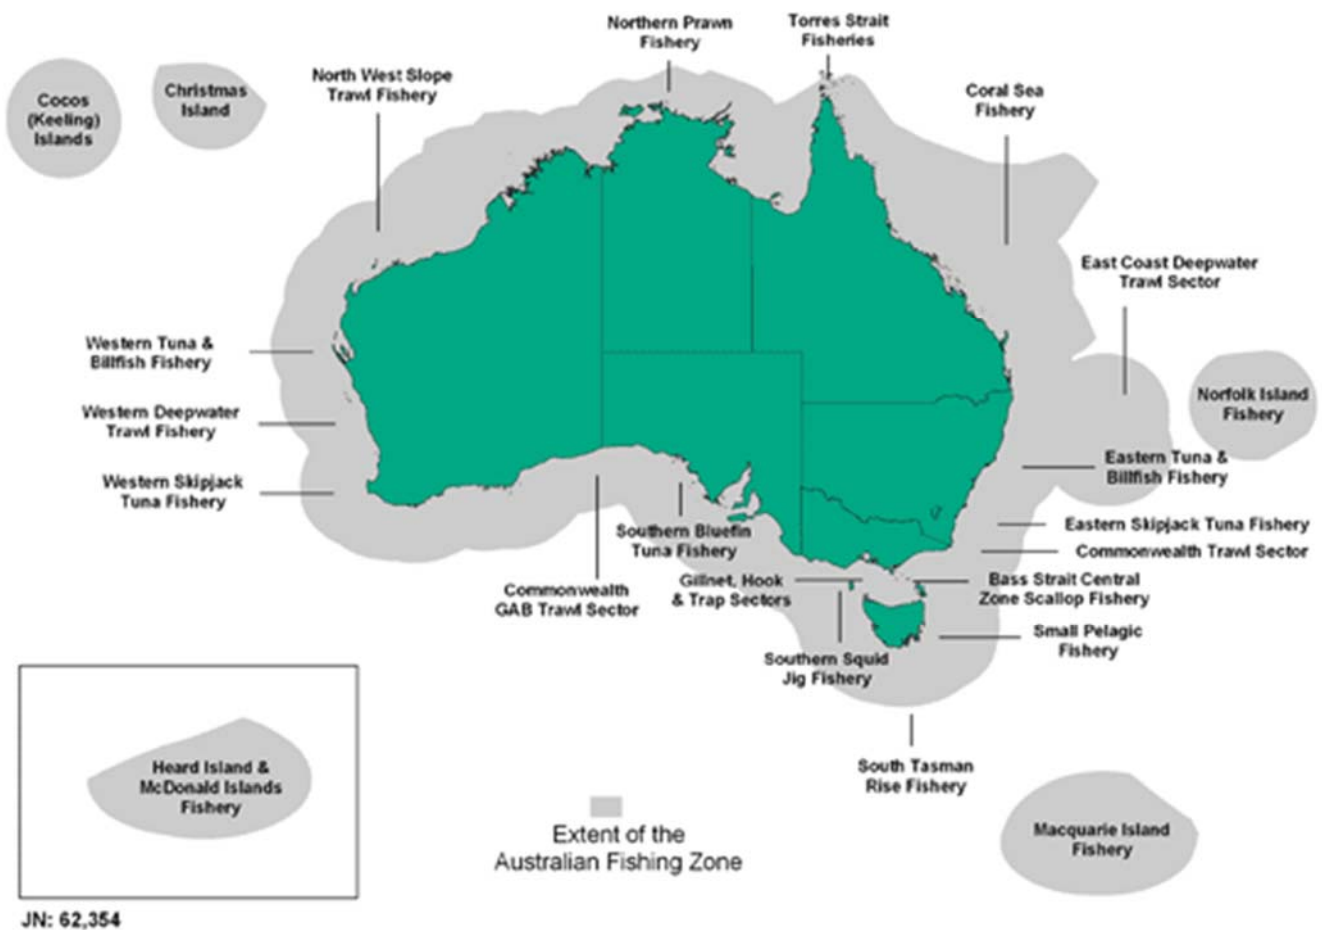 Northern Prawn
Fishery
Torres Strait
Fisheries
North West Slope
Trawl Fishery
Christmas
Island
Cocos
(Keeling)
Islands
Coral Sea
Fishery
East Coast Deepwater
Trawl Sector
Western Tuna &
Billfish Fishery
Norfolk Island
Fishery
Western Deepwater
Trawl Fishery
Eastern Tuna &
Billfish Fishery
Western Skipjack
Tuna Fishery
Eastern Skipjack Tuna Fishery
Southern Bluefin
Tuna Fishery
Commonwealth Trawl Sector
Commonwealth
GAB Trawl Sector
Gillnet, Hook
& Trap Sectors
Bass Strait Central
Zone Scallop Fishery
Small Pelagic
Fishery
Southern Squid
Jig Fishery
South Tasman
Rise Fishery
Heard Island &
McDonald Islands
Fishery
Extent of the
Australian Fishing Zone
Macquarie Island
Fishery
JN: 62,354